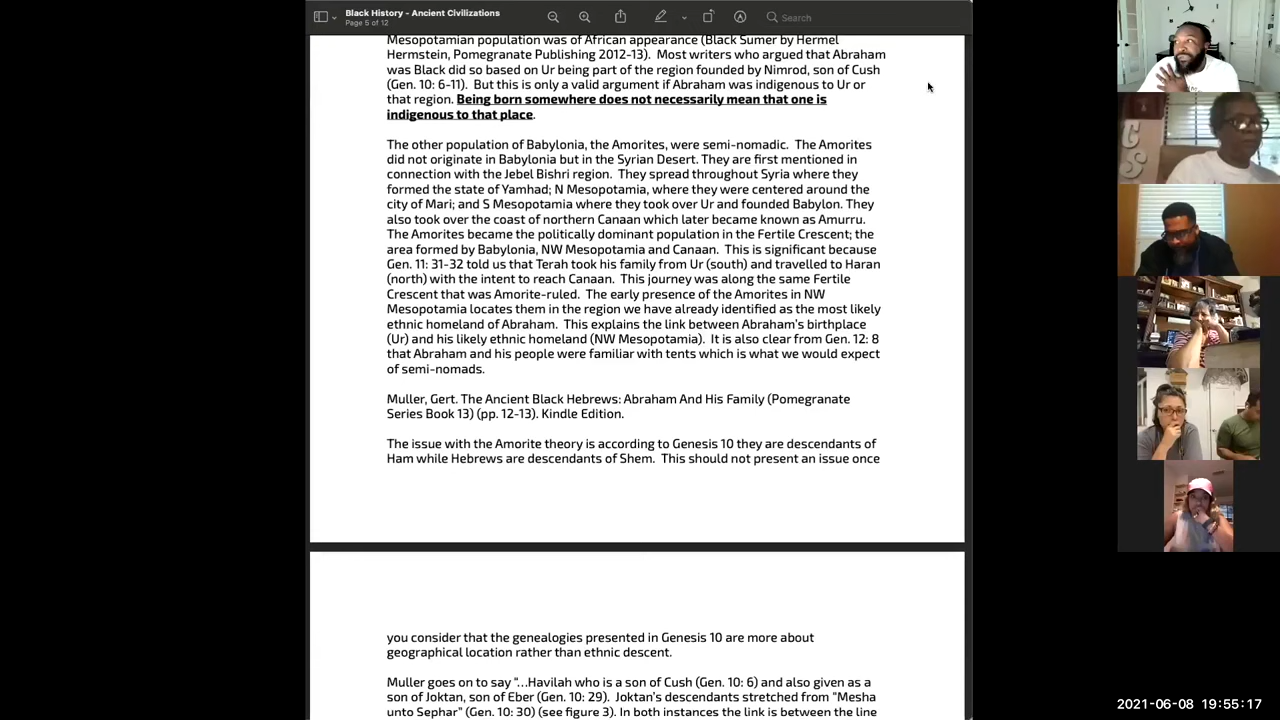 Black History - Ancient Civilizations
Page 5 of 12
Search
Mesopotamian population was of African appearance (Black Sumer by Hermel
Hermstein, Pomegranate Publishing 2012-13).  Most writers who argued that Abraham
was Black did so based on Ur being part of the region founded by Nimrod, son of Cush
(Gen. 10: 6-11).  But this is only a valid argument if Abraham was indigenous to Ur or
that region. Being born somewhere does not necessarily mean that one is
indigenous to that place.
The other population of Babylonia, the Amorites, were semi-nomadic.  The Amorites
did not originate in Babylonia but in the Syrian Desert. They are first mentioned in
connection with the Jebel Bishri region.  They spread throughout Syria where they
formed the state of Yamhad; N Mesopotamia, where they were centered around the
city of Mari; and S Mesopotamia where they took over Ur and founded Babylon. They
also took over the coast of northern Canaan which later became known as Amurru.
The Amorites became the politically dominant population in the Fertile Crescent; the
area formed by Babylonia, NW Mesopotamia and Canaan.  This is significant because
Gen. 11: 31-32 told us that Terah took his family from Ur (south) and travelled to Haran
(north) with the intent to reach Canaan.  This journey was along the same Fertile
Crescent that was Amorite-ruled.  The early presence of the Amorites in NW
Mesopotamia locates them in the region we have already identified as the most likely
ethnic homeland of Abraham.  This explains the link between Abraham's birthplace
(Ur) and his likely ethnic homeland (NW Mesopotamia).  It is also clear from Gen. 12: 8
that Abraham and his people were familiar with tents which is what we would expect
of semi-nomads.
Muller, Gert. The Ancient Black Hebrews: Abraham And His Family (Pomegranate
Series Book 13) (pp. 12-13). Kindle Edition.
The issue with the Amorite theory is according to Genesis 10 they are descendants of
Ham while Hebrews are descendants of Shem.  This should not present an issue once
you consider that the genealogies presented in Genesis 10 are more about
geographical location rather than ethnic descent.
Muller goes on to say "...Havilah who is a son of Cush (Gen. 10: 6) and also given as a
son of Joktan, son of Eber (Gen. 10: 29).  Joktan's descendants stretched from "Mesha
unto Sephar" (Gen. 10: 30) (see figure 3). In both instances the link is between the line
2021-06-08 19:55:17